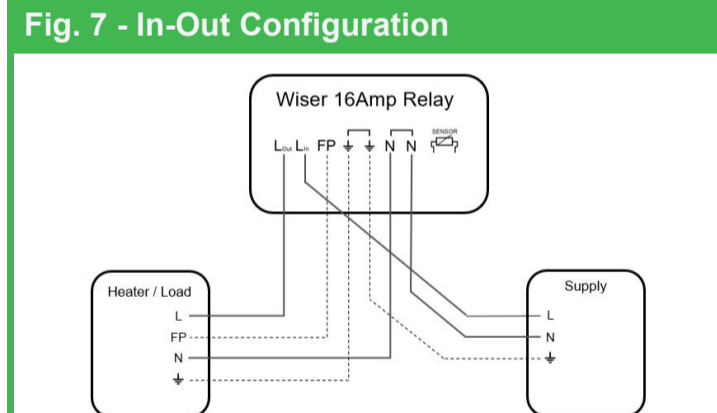 Fig. 7 - In-Out Configuration
Wiser 16Amp Relay
SENSOR
LOut LIn FP ⏚ ⏚ N N
Heater / Load
L
FP
N
⏚
Supply
L
N
⏚